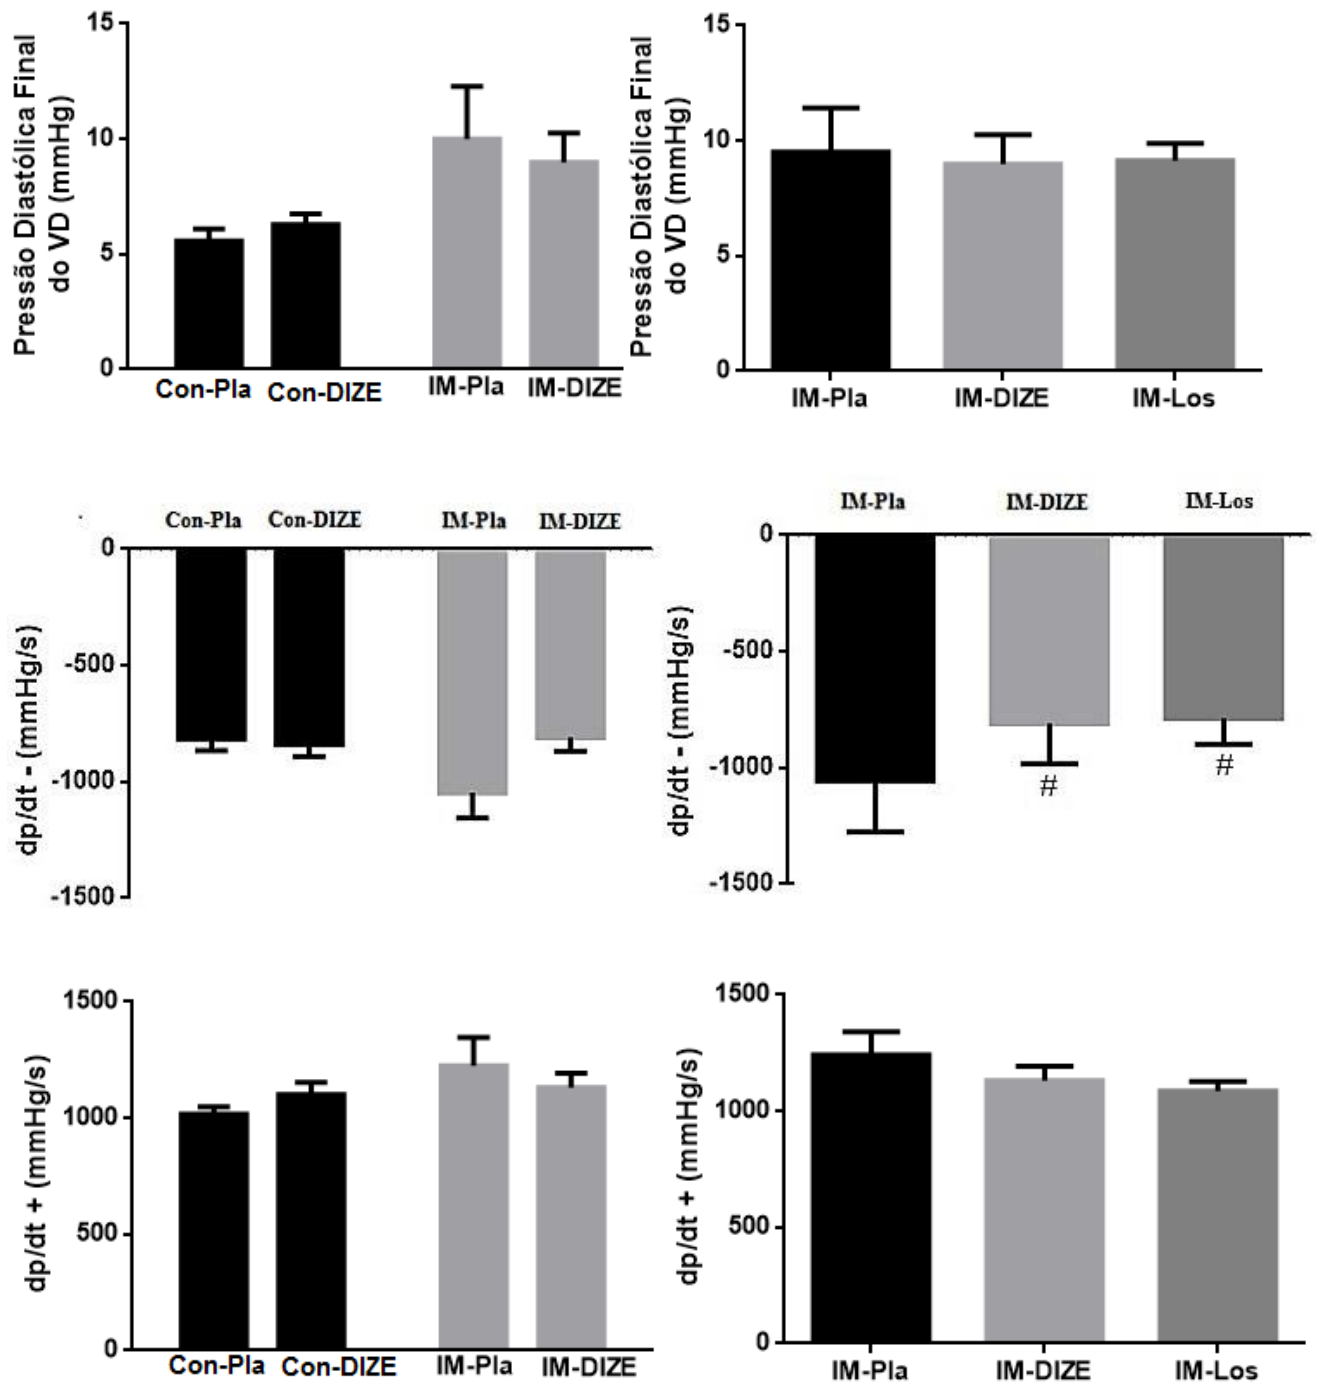 Pressão Diastólica Final
do VD (mmHg)
15
10
5
0
Con-Pla
Con-DIZE
IM-Pla
IM-DIZE
Pressão Diastólica Final
do VD (mmHg)
15
10
5
0
IM-Pla
IM-DIZE
IM-Los
Con-Pla
Con-DIZE
IM-Pla
IM-DIZE
dp/dt - (mmHg/s)
0
-500
-1000
-1500
IM-Pla
IM-DIZE
IM-Los
dp/dt - (mmHg/s)
0
-500
-1000
-1500
#
#
dp/dt + (mmHg/s)
1500
1000
500
0
Con-Pla
Con-DIZE
IM-Pla
IM-DIZE
dp/dt + (mmHg/s)
1500
1000
500
0
IM-Pla
IM-DIZE
IM-Los